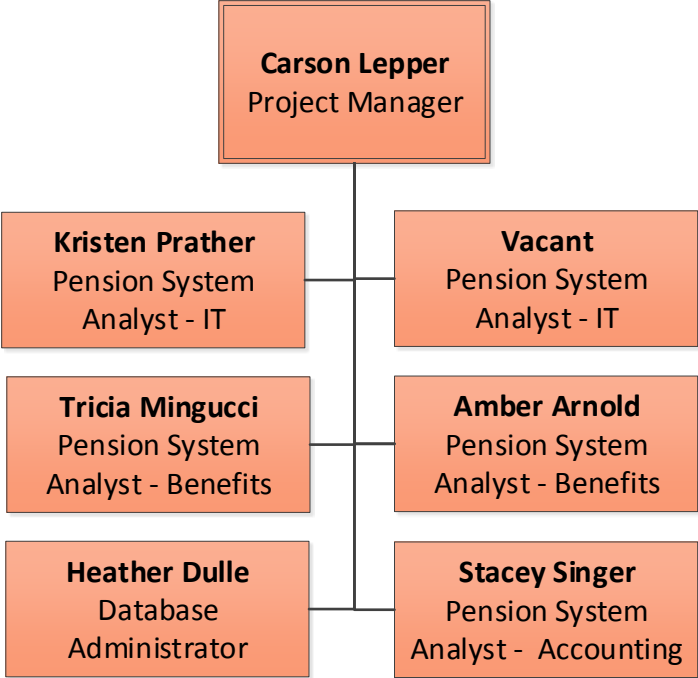 Carson Lepper
Project Manager
Kristen Prather
Pension System
Analyst - IT
Vacant
Pension System
Analyst - IT
Tricia Mingucci
Pension System
Analyst - Benefits
Amber Arnold
Pension System
Analyst - Benefits
Heather Dulle
Database
Administrator
Stacey Singer
Pension System
Analyst -  Accounting